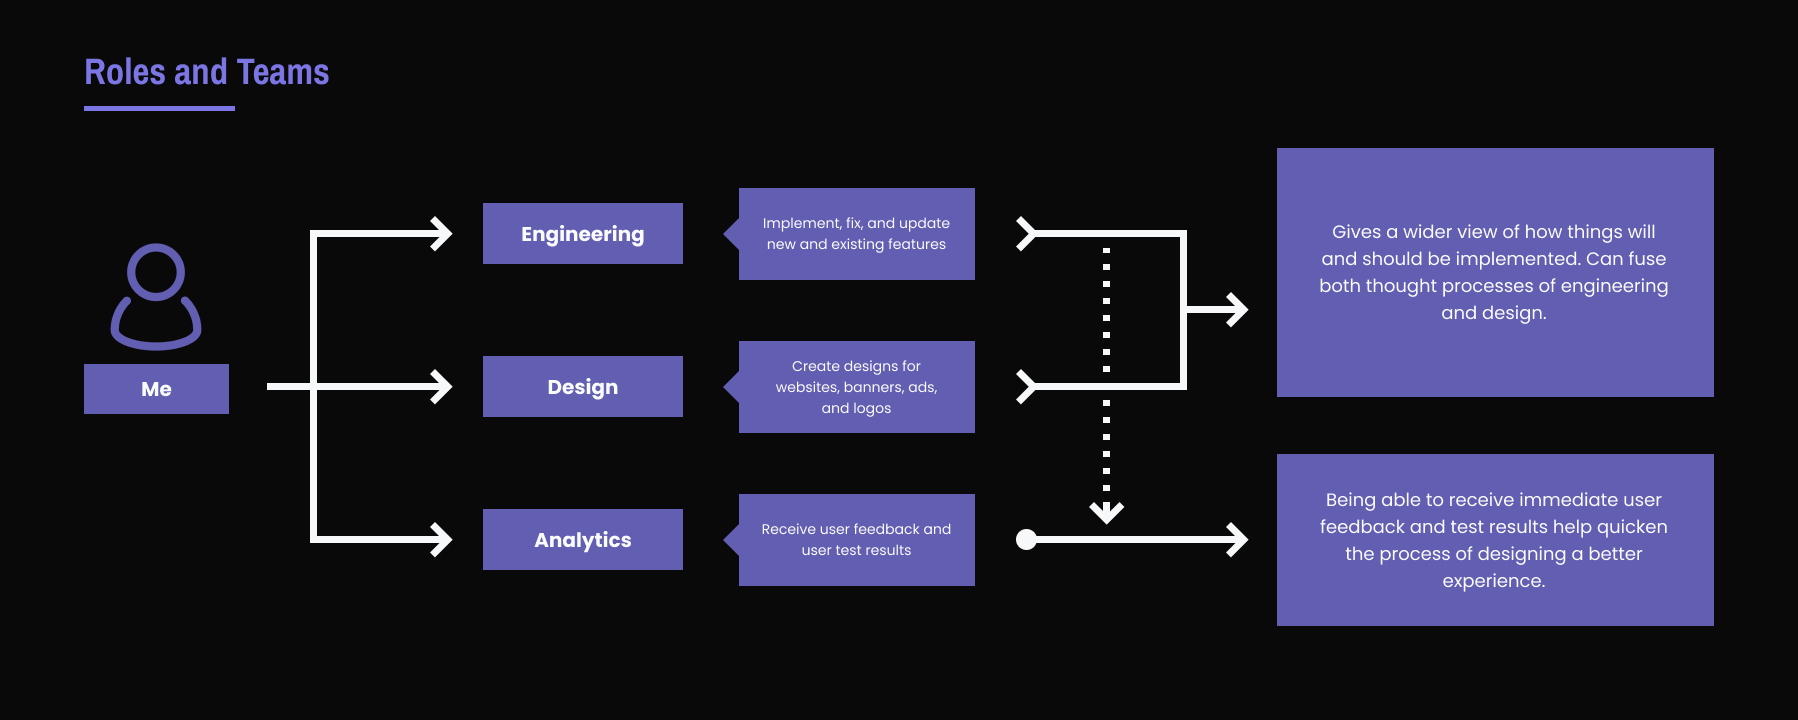 Roles and Teams
Me
Engineering
Implement, fix, and update
new and existing features
Design
Create designs for
websites, banners, ads,
and logos
Analytics
Receive user feedback and
user test results
Gives a wider view of how things will
and should be implemented. Can fuse
both thought processes of engineering
and design.
Being able to receive immediate user
feedback and test results help quicken
the process of designing a better
experience.